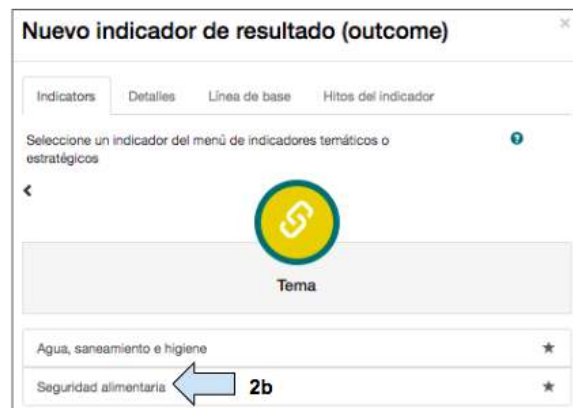 Nuevo indicador de resultado (outcome)
×
Indicators Detalles Línea de base Hitos del indicador
Seleccione un indicador del menú de indicadores temáticos o
estratégicos
Tema
Agua, saneamiento e higiene
Seguridad alimentaria 2b